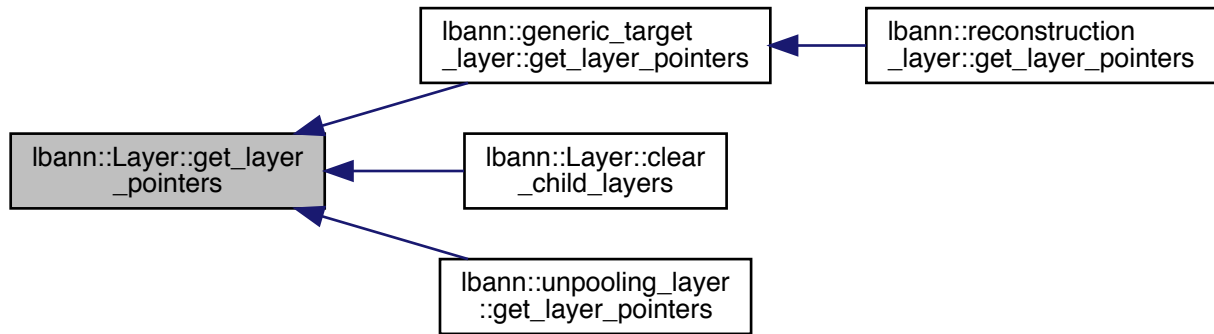 lbann::generic_target
_layer::get_layer_pointers
lbann::reconstruction
_layer::get_layer_pointers
lbann::Layer::get_layer
_pointers
lbann::Layer::clear
_child_layers
lbann::unpooling_layer
::get_layer_pointers